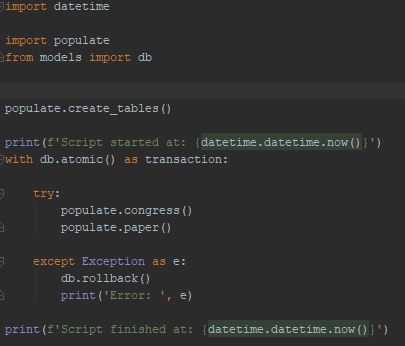 import datetime
import populate
from models import db
populate.create_tables()
print(f'Script started at: {datetime.datetime.now()}')
with db.atomic() as transaction:
try:
populate.congress()
populate.paper()
except Exception as e:
db.rollback()
print('Error: ', e)
print(f'Script finished at: {datetime.datetime.now()}')